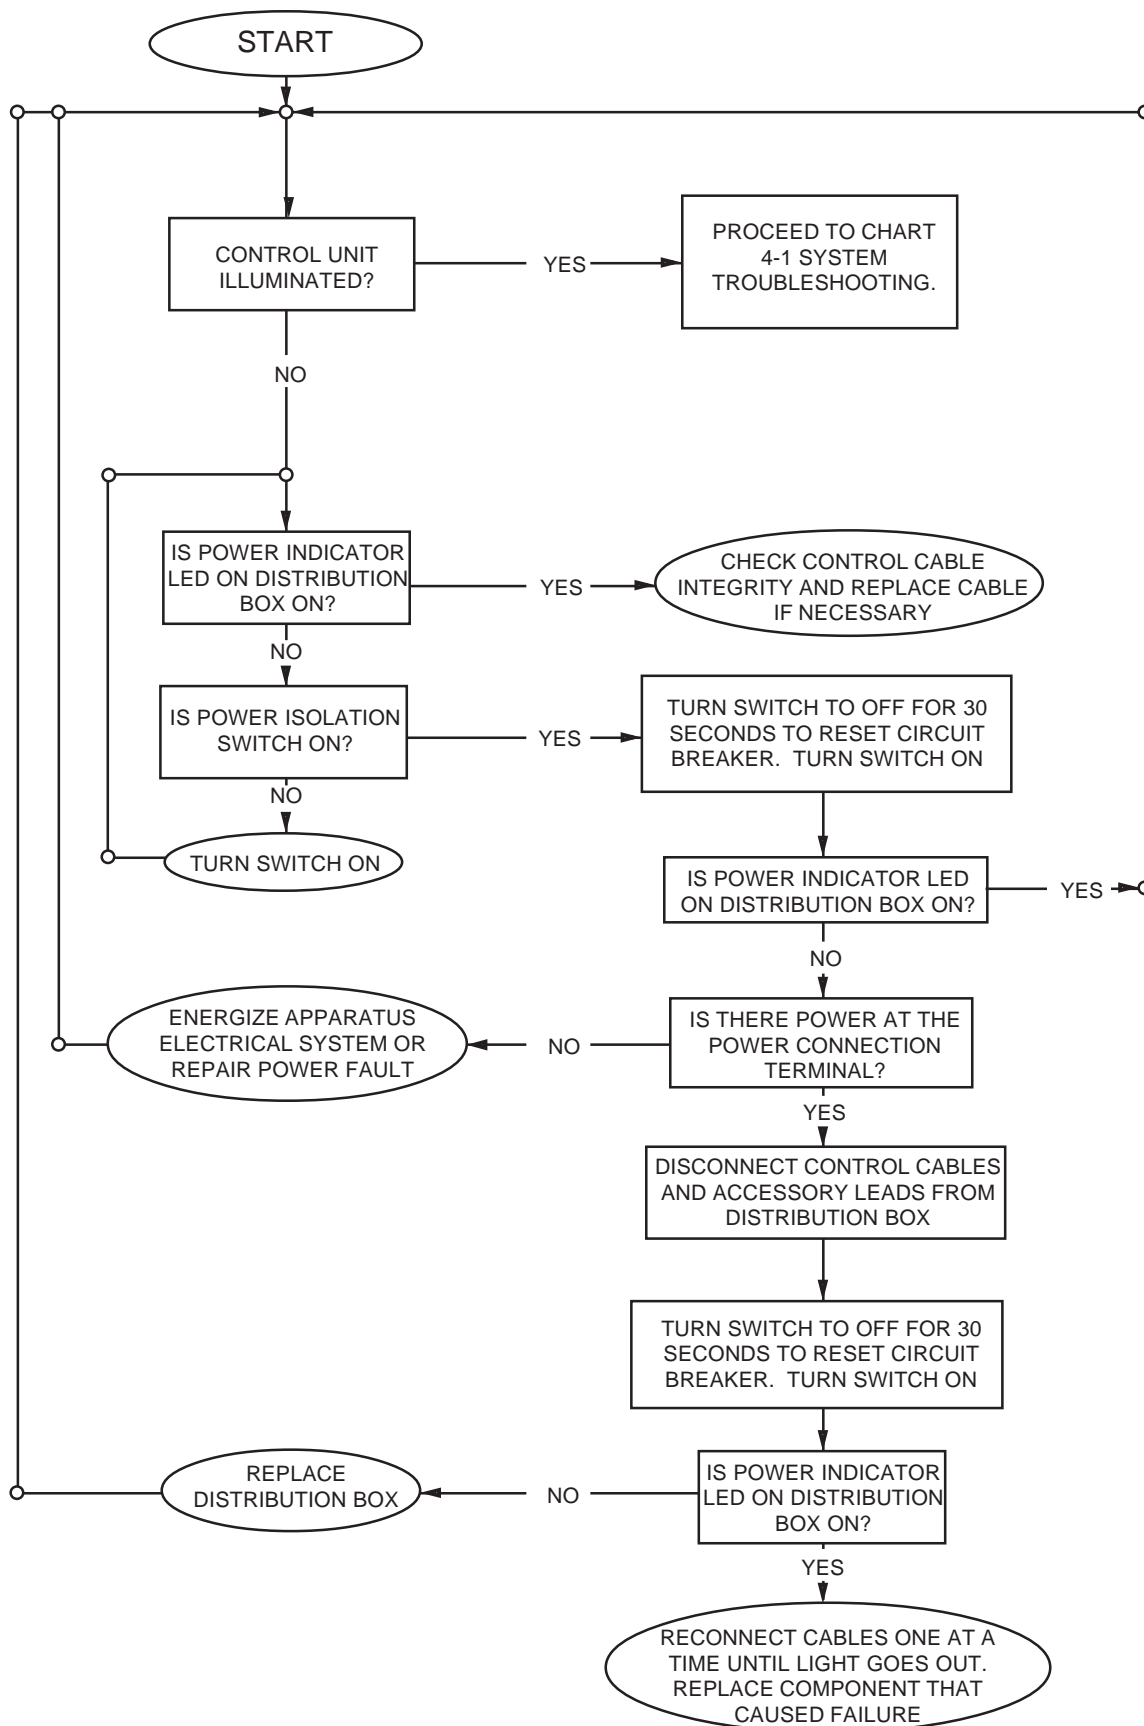 START
CONTROL UNIT
ILLUMINATED?
YES
PROCEED TO CHART
4-1 SYSTEM
TROUBLESHOOTING.
NO
IS POWER INDICATOR
LED ON DISTRIBUTION
BOX ON?
YES
CHECK CONTROL CABLE
INTEGRITY AND REPLACE CABLE
IF NECESSARY
NO
IS POWER ISOLATION
SWITCH ON?
YES
TURN SWITCH TO OFF FOR 30
SECONDS TO RESET CIRCUIT
BREAKER.  TURN SWITCH ON
NO
TURN SWITCH ON
IS POWER INDICATOR LED
ON DISTRIBUTION BOX ON?
YES
NO
IS THERE POWER AT THE
POWER CONNECTION
TERMINAL?
NO
ENERGIZE APPARATUS
ELECTRICAL SYSTEM OR
REPAIR POWER FAULT
YES
DISCONNECT CONTROL CABLES
AND ACCESSORY LEADS FROM
DISTRIBUTION BOX
TURN SWITCH TO OFF FOR 30
SECONDS TO RESET CIRCUIT
BREAKER.  TURN SWITCH ON
IS POWER INDICATOR
LED ON DISTRIBUTION
BOX ON?
NO
REPLACE
DISTRIBUTION BOX
YES
RECONNECT CABLES ONE AT A
TIME UNTIL LIGHT GOES OUT.
REPLACE COMPONENT THAT
CAUSED FAILURE